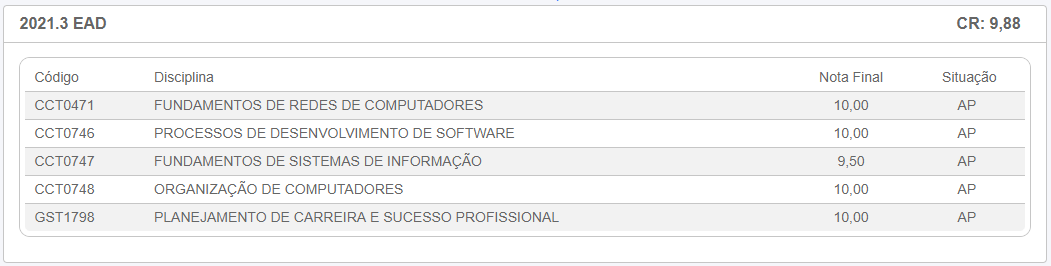 2021.3 EAD CR: 9,88
Código Disciplina Nota Final Situação
CCT0471 FUNDAMENTOS DE REDES DE COMPUTADORES 10,00 AP
CCT0746 PROCESSOS DE DESENVOLVIMENTO DE SOFTWARE 10,00 AP
CCT0747 FUNDAMENTOS DE SISTEMAS DE INFORMAÇÃO 9,50 AP
CCT0748 ORGANIZAÇÃO DE COMPUTADORES 10,00 AP
GST1798 PLANEJAMENTO DE CARREIRA E SUCESSO PROFISSIONAL 10,00 AP